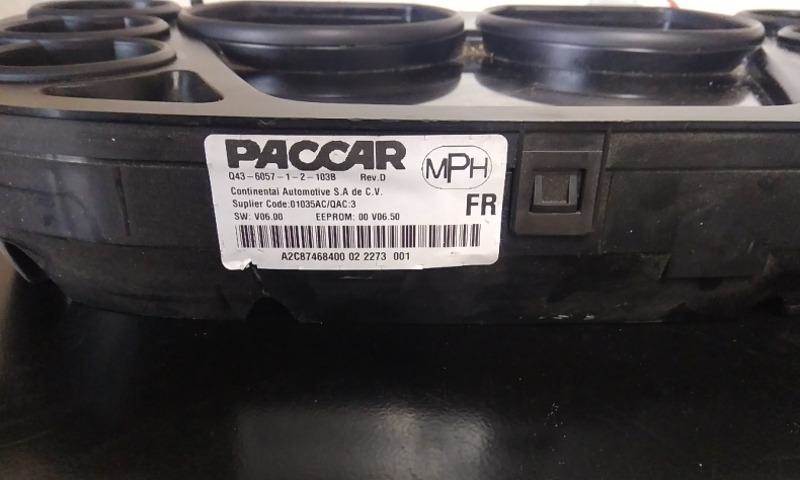 PACCAR
MPH
Q43-6057-1-2-103B Rev.D
Continental Automotive S.A de C.V.
Suplier Code:01035AC/QAC:3
FR
SW: V06.00 EEPROM: 00 V06.50
A2C87468400 02 2273 001